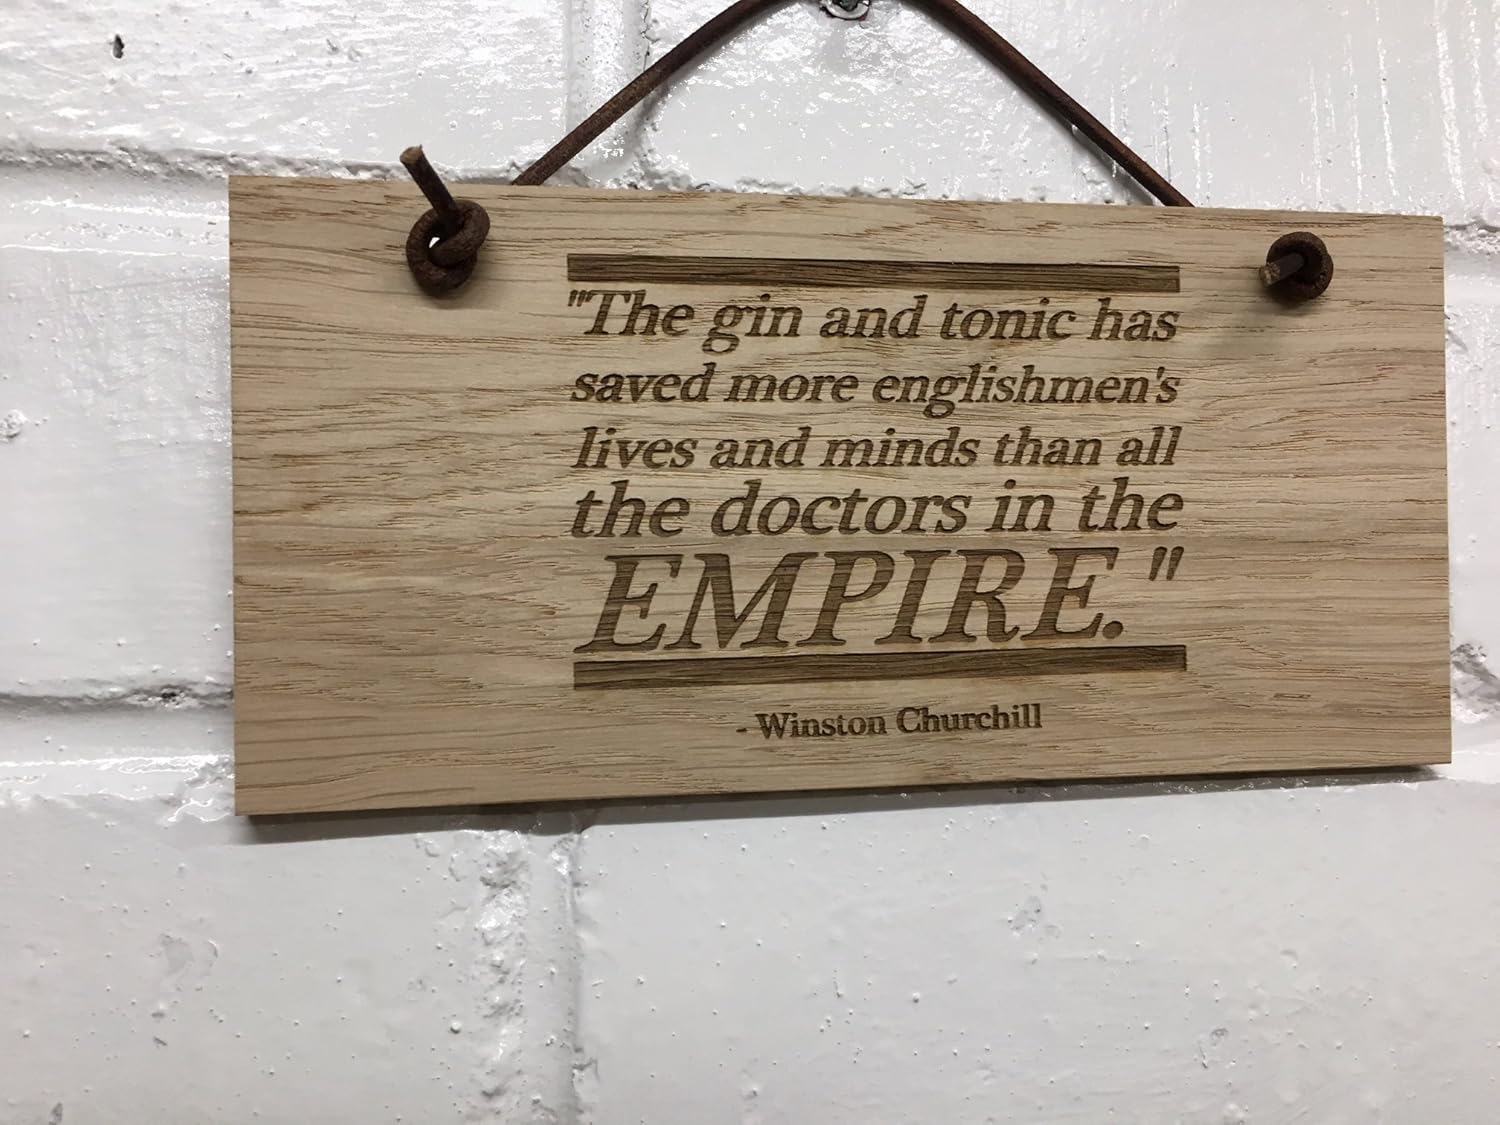 "The gin and tonic has
saved more englishmen's
lives and minds than all
the doctors in the
EMPIRE."
- Winston Churchill